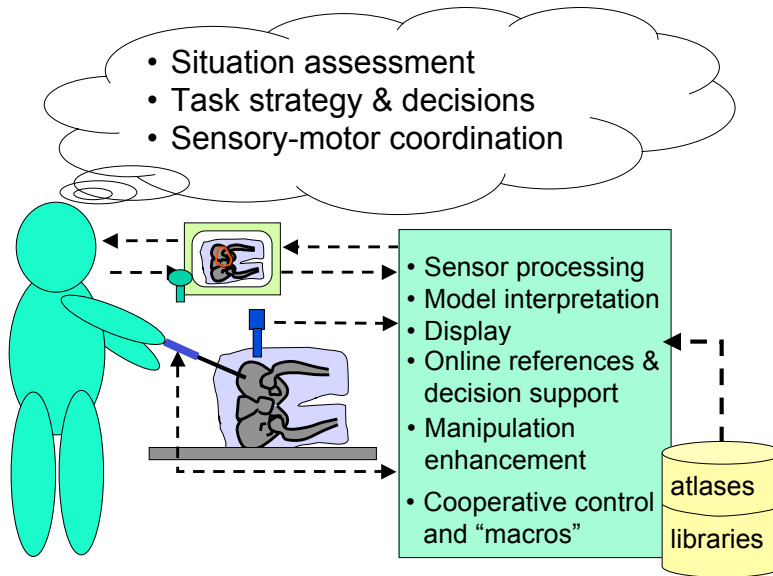 • Situation assessment
• Task strategy & decisions
• Sensory-motor coordination
• Sensor processing
• Model interpretation
• Display
• Online references &
decision support
• Manipulation
enhancement
• Cooperative control
and “macros”
atlases
libraries